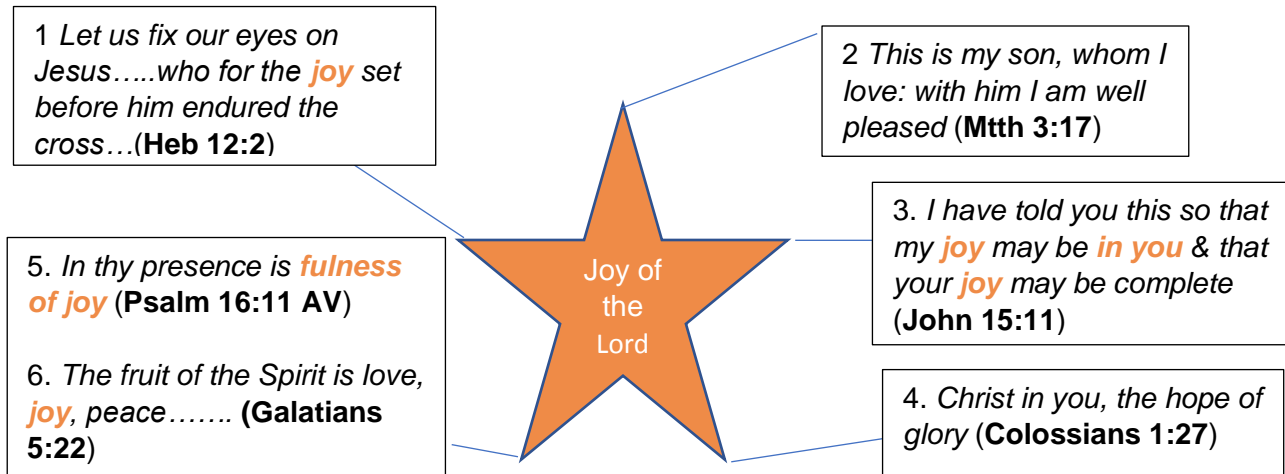 1 Let us fix our eyes on
Jesus…..who for the joy set
before him endured the
cross…(Heb 12:2)
2 This is my son, whom I
love: with him I am well
pleased (Mtth 3:17)
3. I have told you this so that
my joy may be in you & that
your joy may be complete
(John 15:11)
4. Christ in you, the hope of
glory (Colossians 1:27)
5. In thy presence is fulness
of joy (Psalm 16:11 AV)
6. The fruit of the Spirit is love,
joy, peace……. (Galatians
5:22)
Joy of
the
Lord